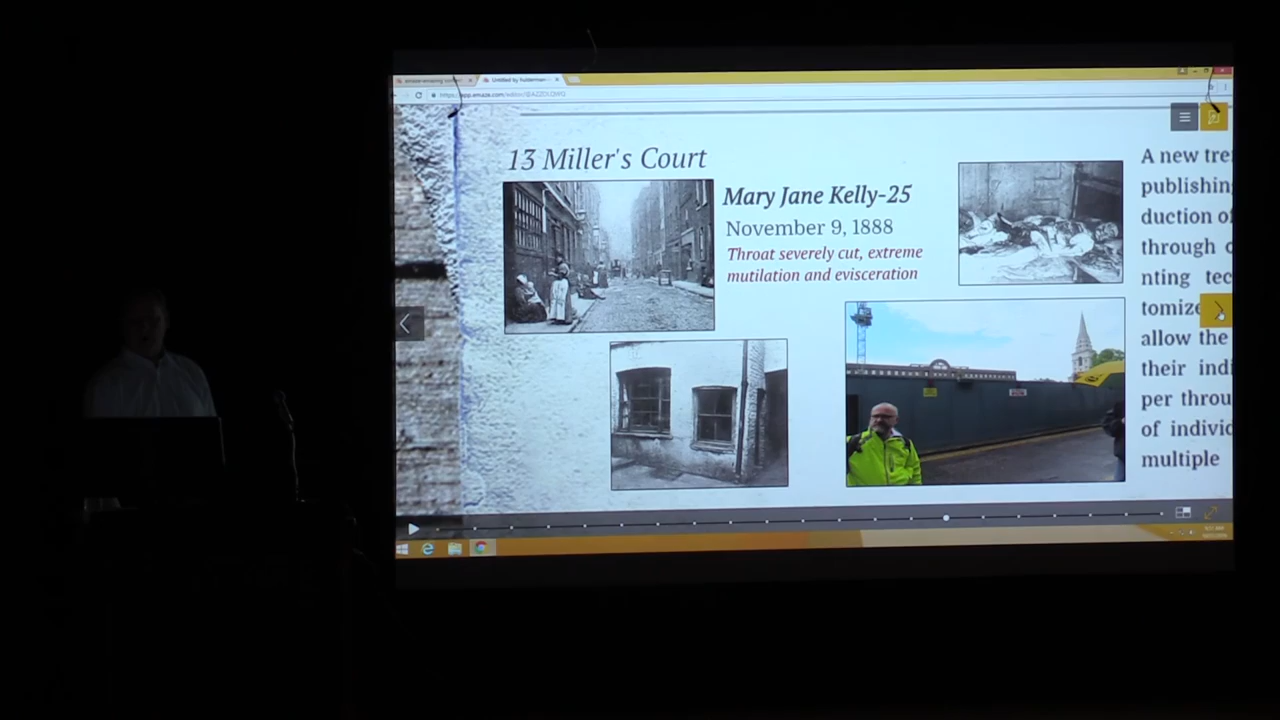 13 Miller's Court
Mary Jane Kelly-25
November 9, 1888
Throat severely cut, extreme
mutilation and evisceration
A new tre
publishin
duction of
through c
nting tec
tomize
allow the
their indi
per throu
of indivic
multiple